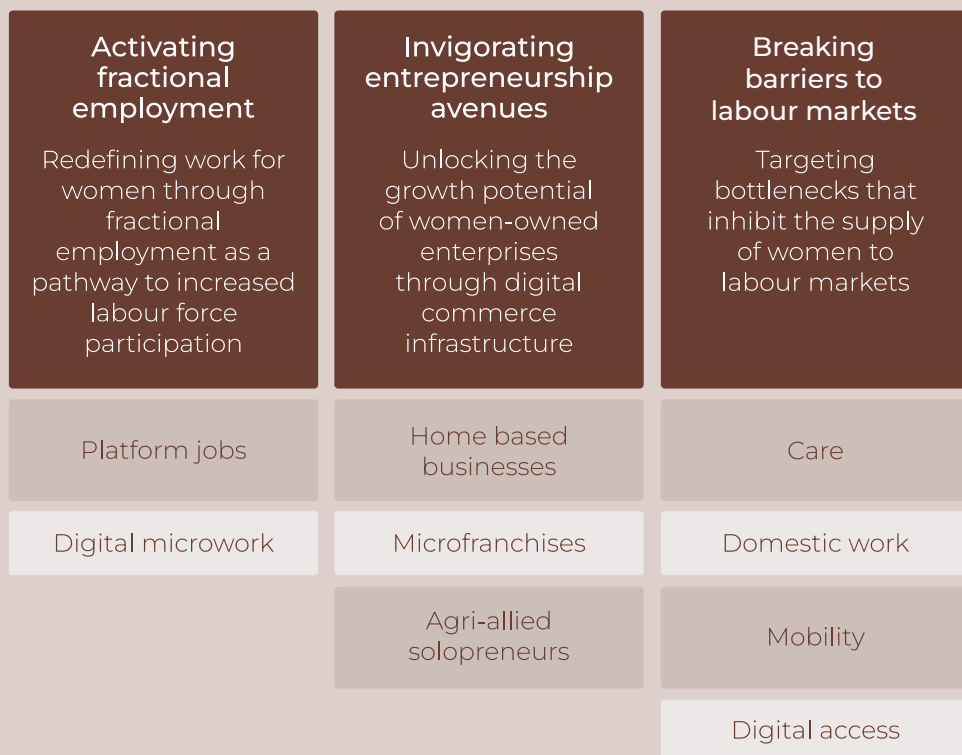 Activating
fractional
employment
Redefining work for
women through
fractional
employment as a
pathway to increased
labour force
participation
Platform jobs
Digital microwork
Invigorating
entrepreneurship
avenues
Unlocking the
growth potential
of women-owned
enterprises
through digital
commerce
infrastructure
Home based
businesses
Microfranchises
Agri-allied
solopreneurs
Breaking
barriers to
labour markets
Targeting
bottlenecks that
inhibit the supply
of women to
labour markets
Care
Domestic work
Mobility
Digital access